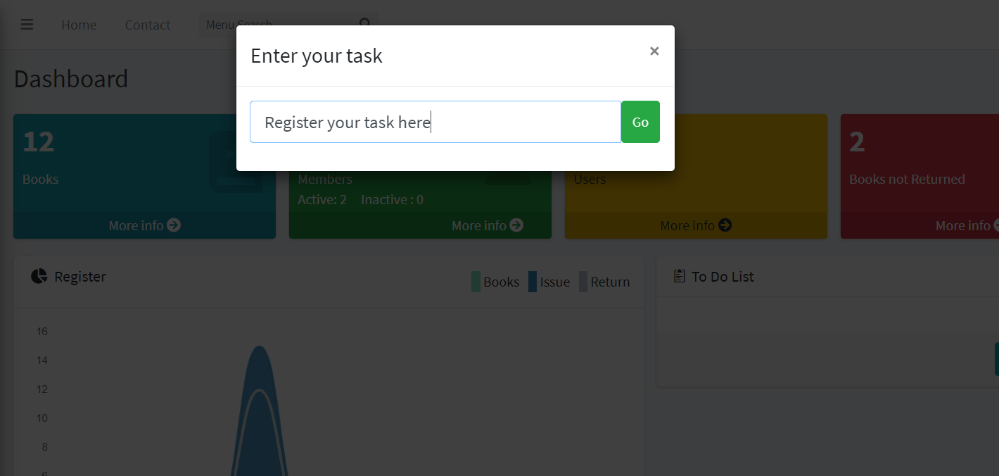 Home
Contact
Menu Search
Enter your task
×
Register your task here
Go
Dashboard
12
Books
More info
Members
Active: 2 Inactive : 0
More info
Users
More info
2
Books not Returned
More info
Register
Books
Issue
Return
16
14
12
10
8
6
To Do List